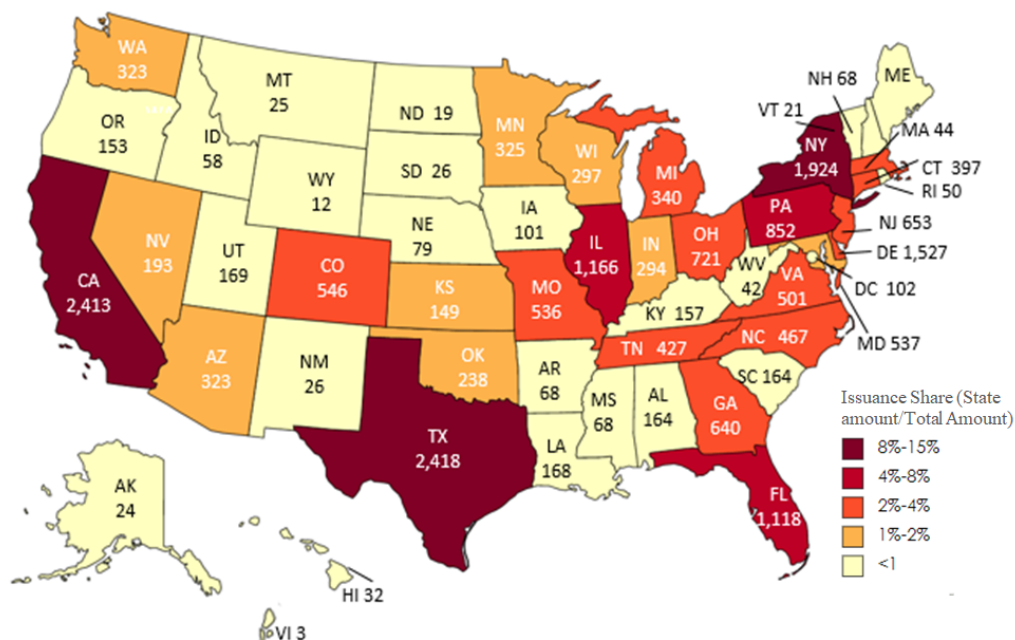 WA
323
MT
25
ND 19
MN
325
NH 68
ME
VT 21
OR
153
ID
58
SD 26
WI
297
MI
340
NY
1,924
MA 44
CT 397
RI 50
WY
12
IA
101
PA
852
NJ 653
NE
79
NV
193
UT
169
IL
1,166
IN
294
OH
721
DE 1,527
CO
546
WV
42
VA
501
DC 102
CA
2,413
KS
149
MO
536
KY 157
MD 537
AZ
323
NM
26
OK
238
TN 427
NC 467
AR
68
MS
68
AL
164
SC 164
GA
640
TX
2,418
LA
168
FL
1,118
AK
24
HI 32
VI 3
Issuance Share (State
amount/Total Amount)
8%-15%
4%-8%
2%-4%
1%-2%
<1